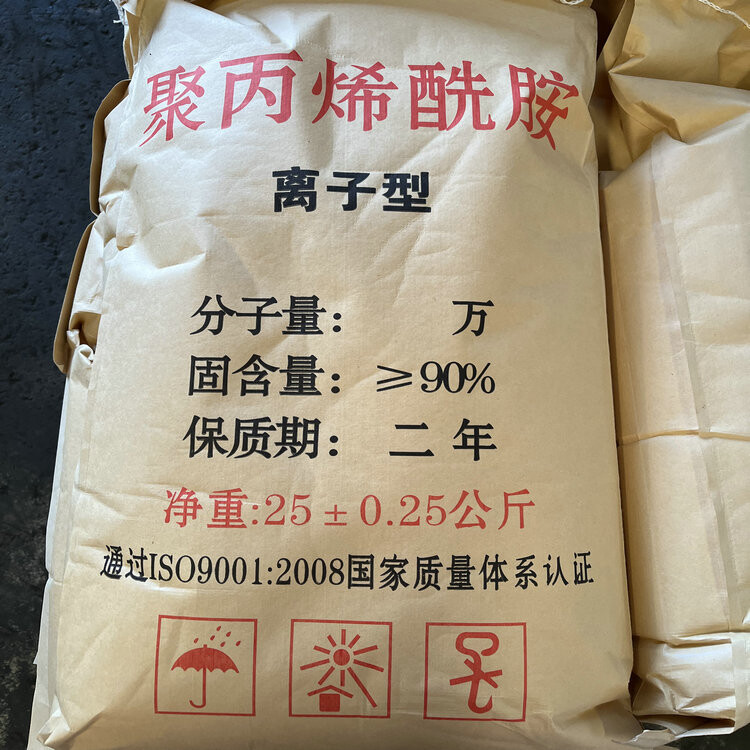 聚丙烯酰胺
离子型
分子量： 万
固含量：≥90%
保质期：二年
净重:25±0.25公斤
通过ISO9001:2008国家质量体系认证